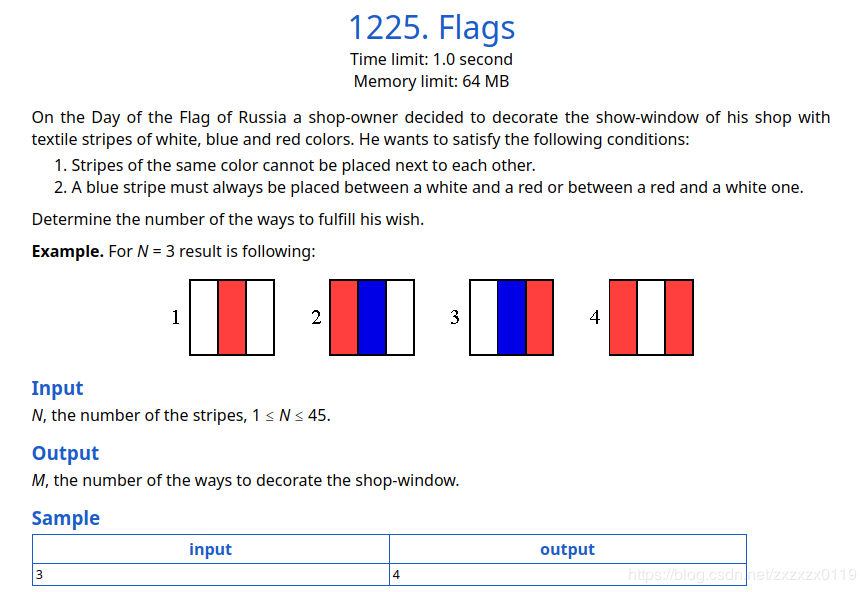 1225. Flags
Time limit: 1.0 second
Memory limit: 64 MB
On the Day of the Flag of Russia a shop-owner decided to decorate the show-window of his shop with
textile stripes of white, blue and red colors. He wants to satisfy the following conditions:
1. Stripes of the same color cannot be placed next to each other.
2. A blue stripe must always be placed between a white and a red or between a red and a white one.
Determine the number of the ways to fulfill his wish.
Example. For N = 3 result is following:
1 2 3 4
Input
N, the number of the stripes, 1 ≤ N ≤ 45.
Output
M, the number of the ways to decorate the shop-window.
Sample
input output
3 4
https://blog.csdn.net/zxzxzx0119